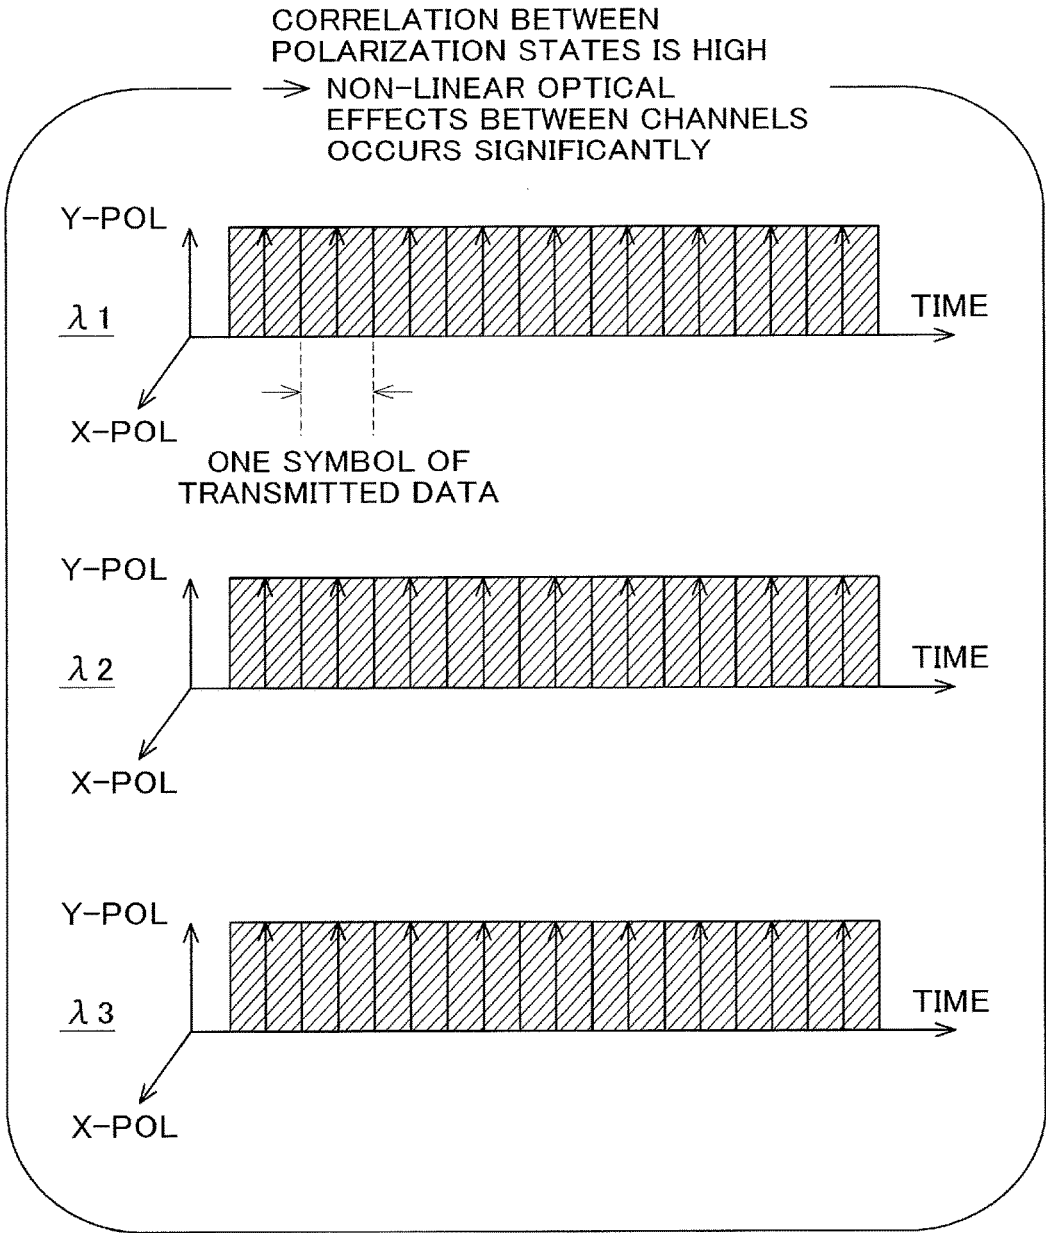 CORRELATION BETWEEN
POLARIZATION STATES IS HIGH
→ NON-LINEAR OPTICAL
EFFECTS BETWEEN CHANNELS
OCCURS SIGNIFICANTLY
Y-POL
λ1
TIME
X-POL
ONE SYMBOL OF
TRANSMITTED DATA
Y-POL
λ2
TIME
X-POL
Y-POL
λ3
TIME
X-POL